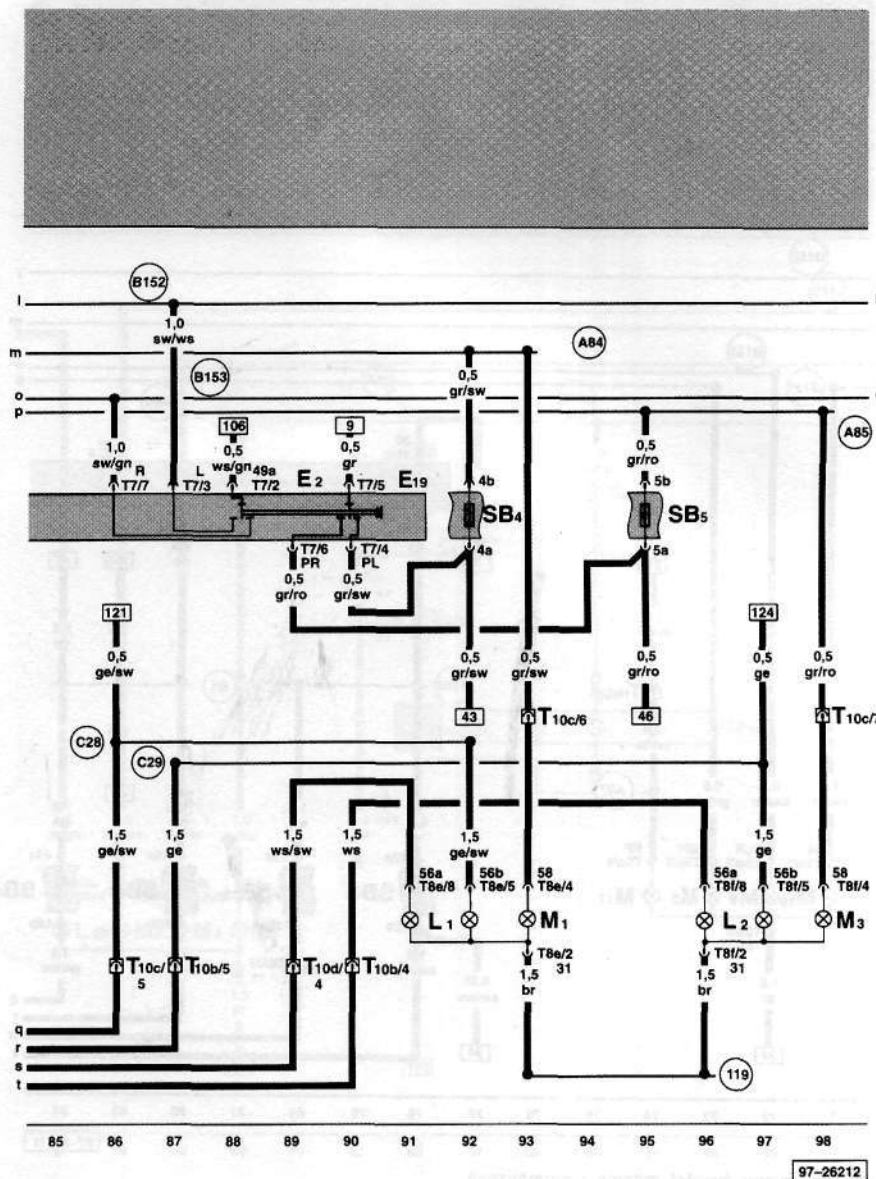 B152
l
1,0
sw/ws
m
A84
B153
0,5
gr/sw
o
p
A85
106
9
1,0
sw/gn
0,5
ws/gn
0,5
gr
0,5
gr/ro
R
T7/7
L
T7/3
49a
T7/2
E2
T7/5
E19
4b
5b
SB4
SB5
T7/6
PR
T7/4
PL
4a
5a
0,5
gr/ro
0,5
gr/sw
121
124
0,5
ge/sw
0,5
gr/sw
0,5
gr/sw
0,5
gr/ro
0,5
ge
0,5
gr/ro
43
T10c/6
46
T10c/7
C28
C29
1,5
ge/sw
1,5
ge
1,5
ws/sw
1,5
ws
1,5
ge/sw
1,5
ge
56a
T8e/8
56b
T8e/5
58
T8e/4
56a
T8f/8
56b
T8f/5
58
T8f/4
L1
M1
L2
M3
T8e/2
31
T8f/2
31
T10c/
5
T10b/5
T10d/
4
T10b/4
1,5
br
1,5
br
q
r
s
t
119
85 86 87 88 89 90 91 92 93 94 95 96 97 98
97-26212